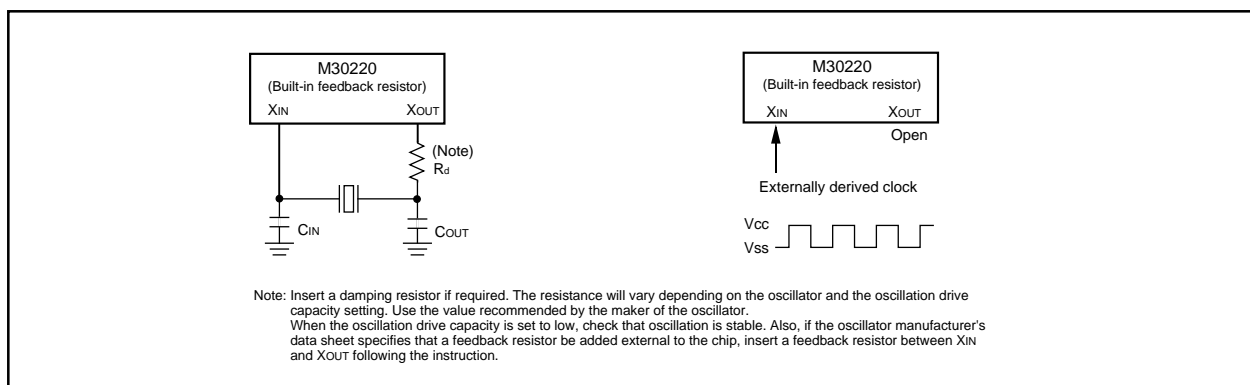 M30220
(Built-in feedback resistor)
XIN
XOUT
(Note)
Rd
CIN
COUT
M30220
(Built-in feedback resistor)
XIN
XOUT
Open
Externally derived clock
Vcc
Vss
Note: Insert a damping resistor if required. The resistance will vary depending on the oscillator and the oscillation drive
capacity setting. Use the value recommended by the maker of the oscillator.
When the oscillation drive capacity is set to low, check that oscillation is stable. Also, if the oscillator manufacturer's
data sheet specifies that a feedback resistor be added external to the chip, insert a feedback resistor between XIN
and XOUT following the instruction.